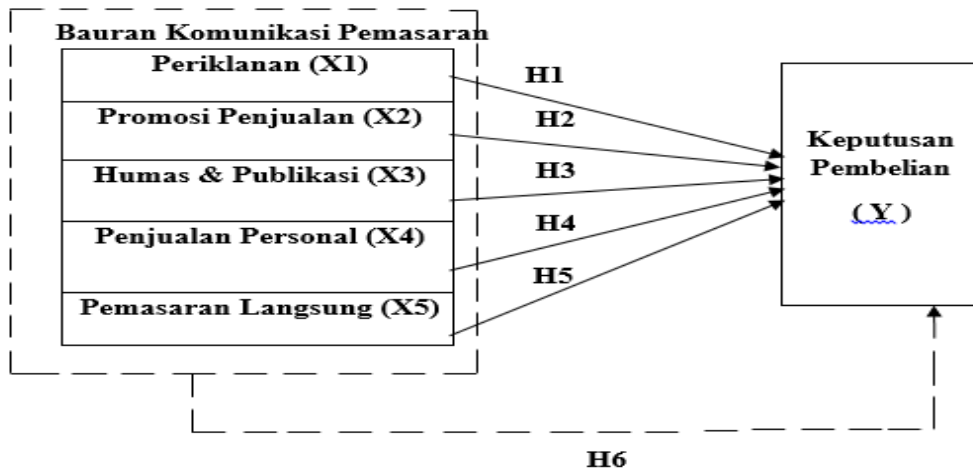 Bauran Komunikasi Pemasaran
Periklanan (X1)
Promosi Penjualan (X2)
Humas & Publikasi (X3)
Penjualan Personal (X4)
Pemasaran Langsung (X5)
H1
H2
H3
H4
H5
Keputusan
Pembelian
( Y )
H6